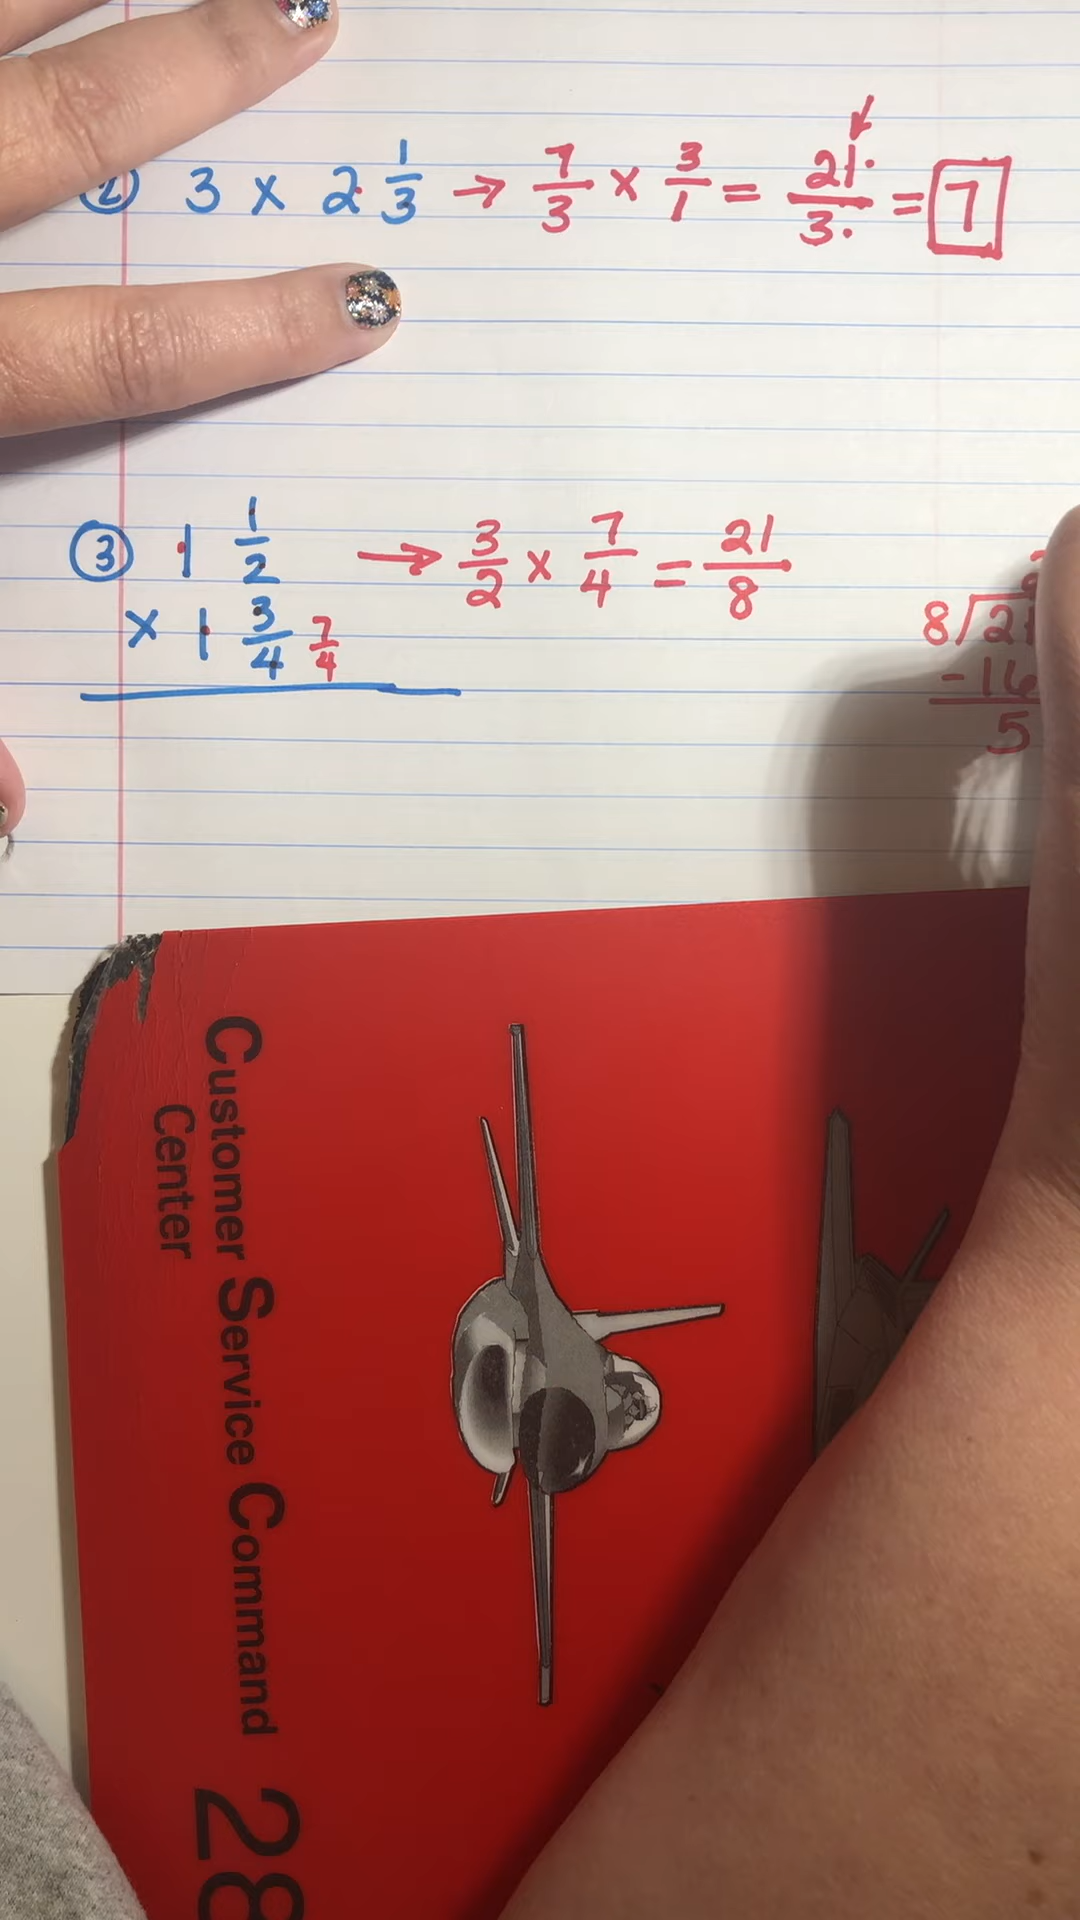 ② 3 x 2 1/3 → 7/3 x 3/1 = 21/3 = 7
③ 1 1/2 → 3/2 x 7/4 = 21/8
x 1 3/4 7/4
8
-16
5
Customer Service Command
Center
28